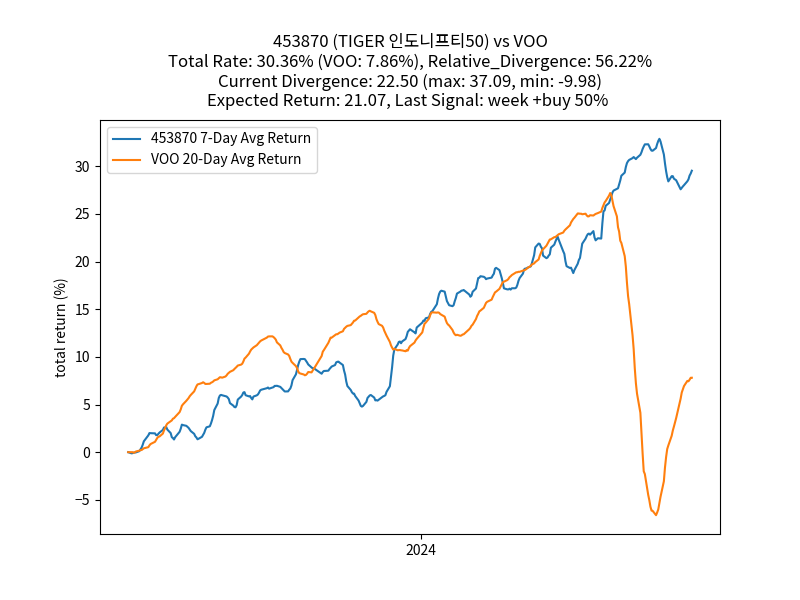 453870 (TIGER 인도니프티50) vs VOO
Total Rate: 30.36% (VOO: 7.86%), Relative_Divergence: 56.22%
Current Divergence: 22.50 (max: 37.09, min: -9.98)
Expected Return: 21.07, Last Signal: week +buy 50%
453870 7-Day Avg Return
VOO 20-Day Avg Return
30
25
20
15
10
5
0
−5
total return (%)
2024